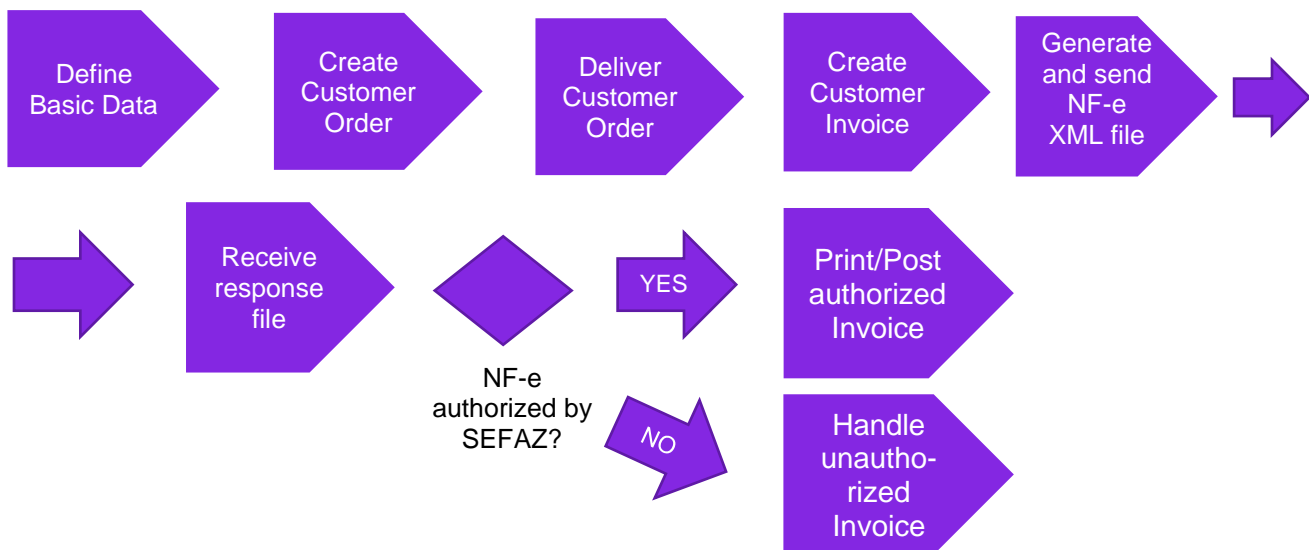 Define
Basic Data
Create
Customer
Order
Deliver
Customer
Order
Create
Customer
Invoice
Generate
and send
NF-e
XML file
Receive
response
file
NF-e
authorized by
SEFAZ?
YES
Print/Post
authorized
Invoice
NO
Handle
unautho-
rized
Invoice